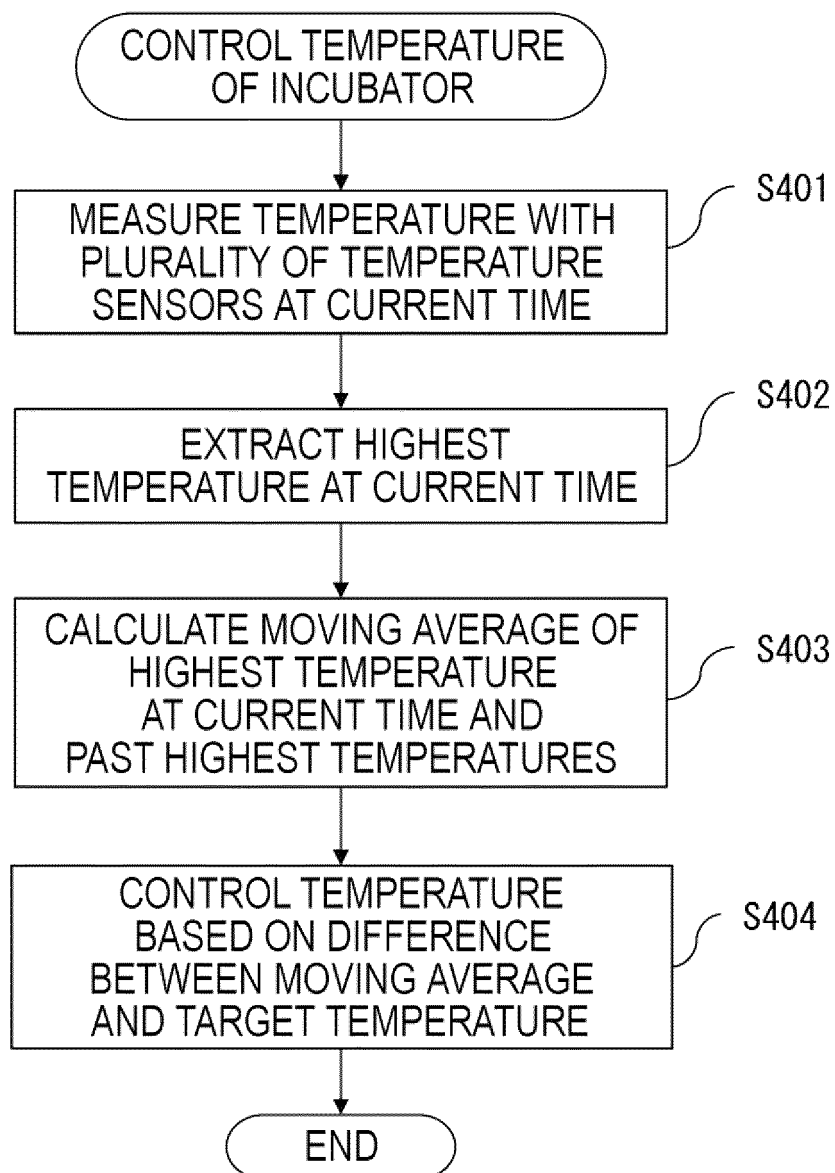 CONTROL TEMPERATURE
OF INCUBATOR
S401
MEASURE TEMPERATURE WITH
PLURALITY OF TEMPERATURE
SENSORS AT CURRENT TIME
S402
EXTRACT HIGHEST
TEMPERATURE AT CURRENT TIME
S403
CALCULATE MOVING AVERAGE OF
HIGHEST TEMPERATURE
AT CURRENT TIME AND
PAST HIGHEST TEMPERATURES
S404
CONTROL TEMPERATURE
BASED ON DIFFERENCE
BETWEEN MOVING AVERAGE
AND TARGET TEMPERATURE
END